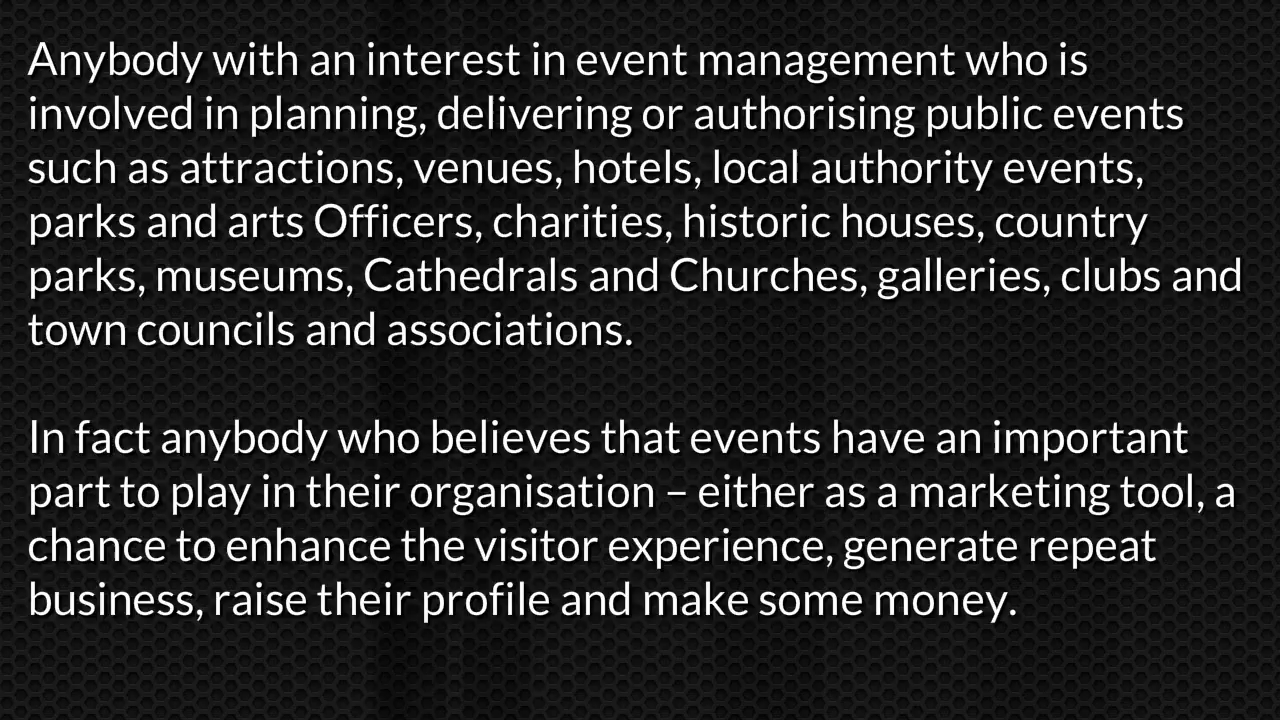 Anybody with an interest in event management who is
involved in planning, delivering or authorising public events
such as attractions, venues, hotels, local authority events,
parks and arts Officers, charities, historic houses, country
parks, museums, Cathedrals and Churches, galleries, clubs and
town councils and associations.
In fact anybody who believes that events have an important
part to play in their organisation – either as a marketing tool, a
chance to enhance the visitor experience, generate repeat
business, raise their profile and make some money.